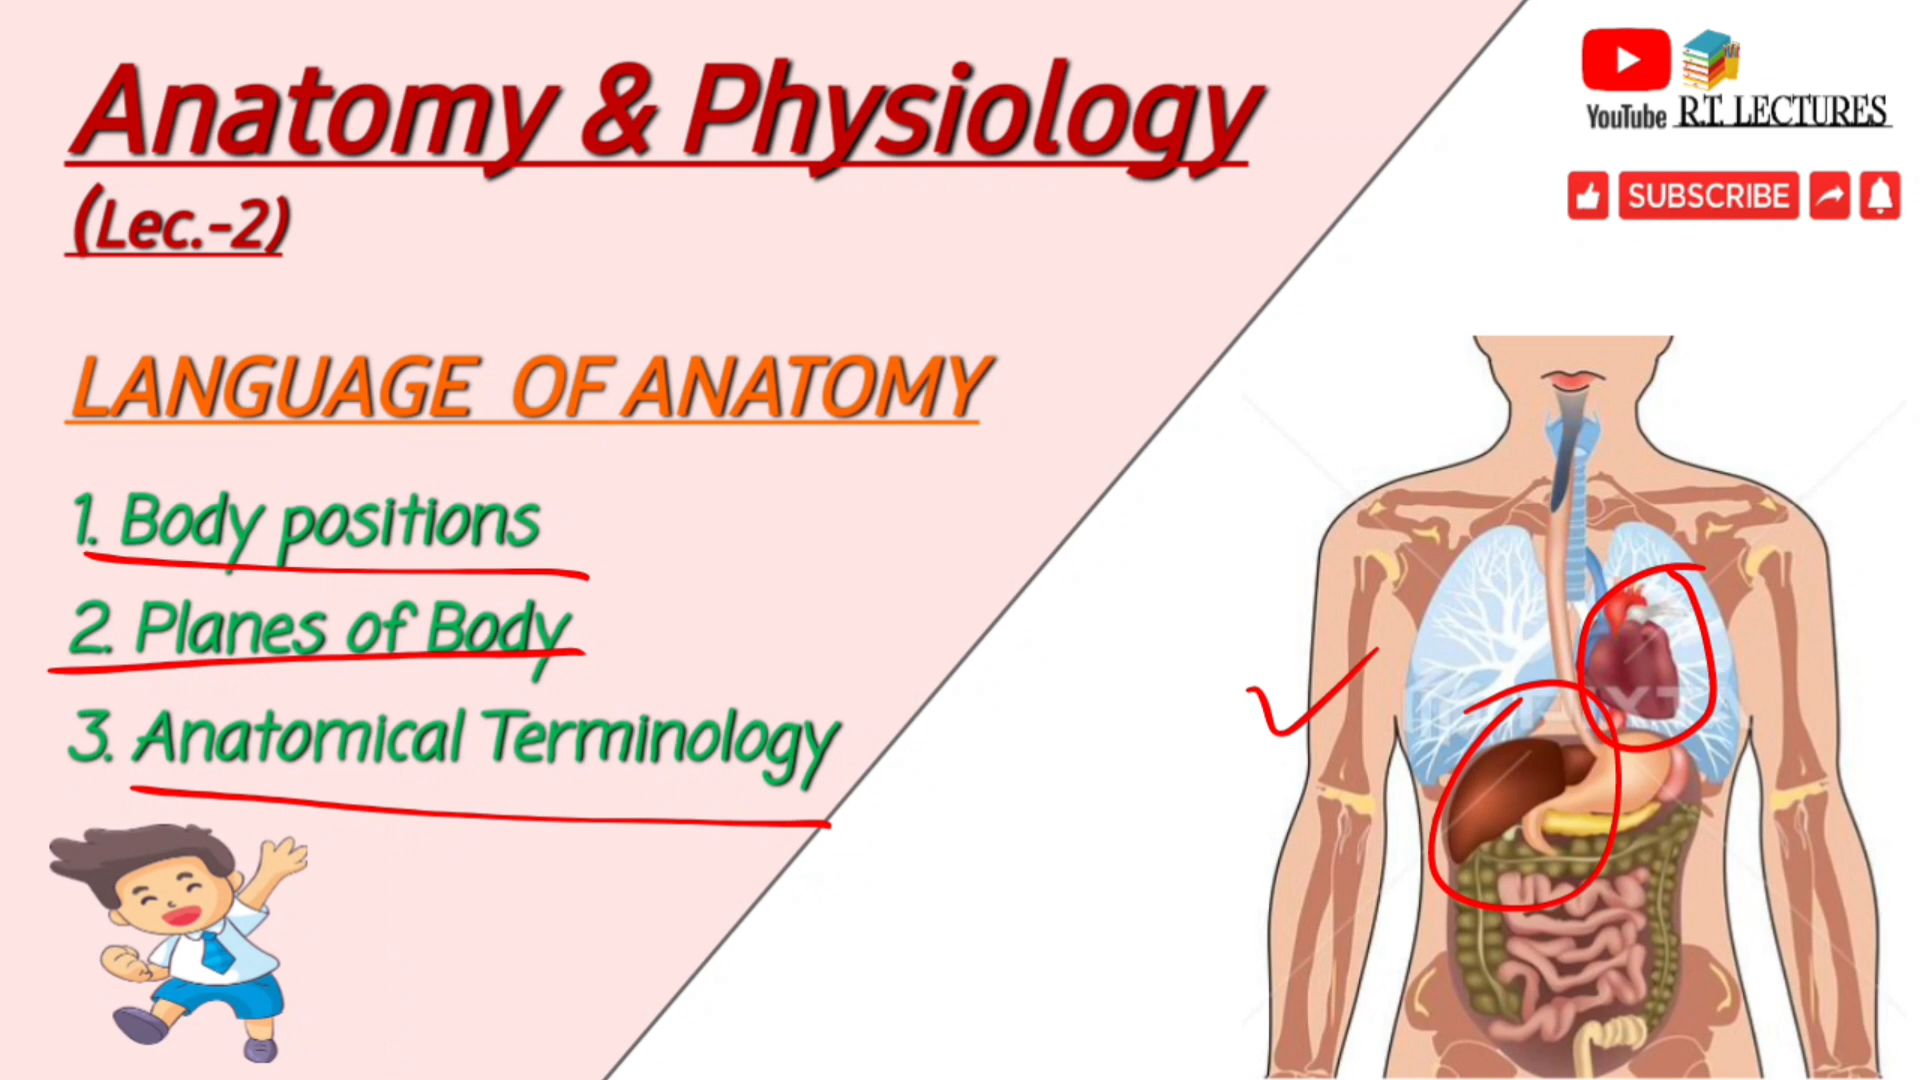 Anatomy & Physiology
(Lec.-2)
LANGUAGE OF ANATOMY
1. Body positions
2. Planes of Body
3. Anatomical Terminology
YouTube R.T. LECTURES
SUBSCRIBE